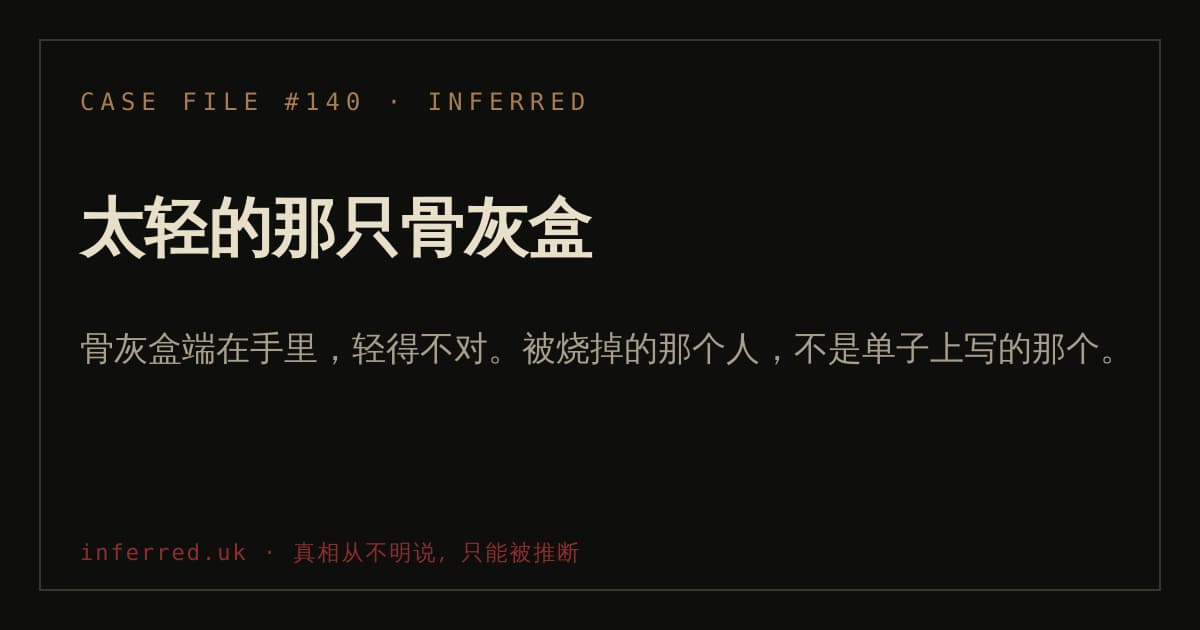 CASE FILE #140 · INFERRED
太轻的那只骨灰盒
骨灰盒端在手里，轻得不对。被烧掉的那个人，不是单子上写的那个。
inferred.uk · 真相从不明说，只能被推断